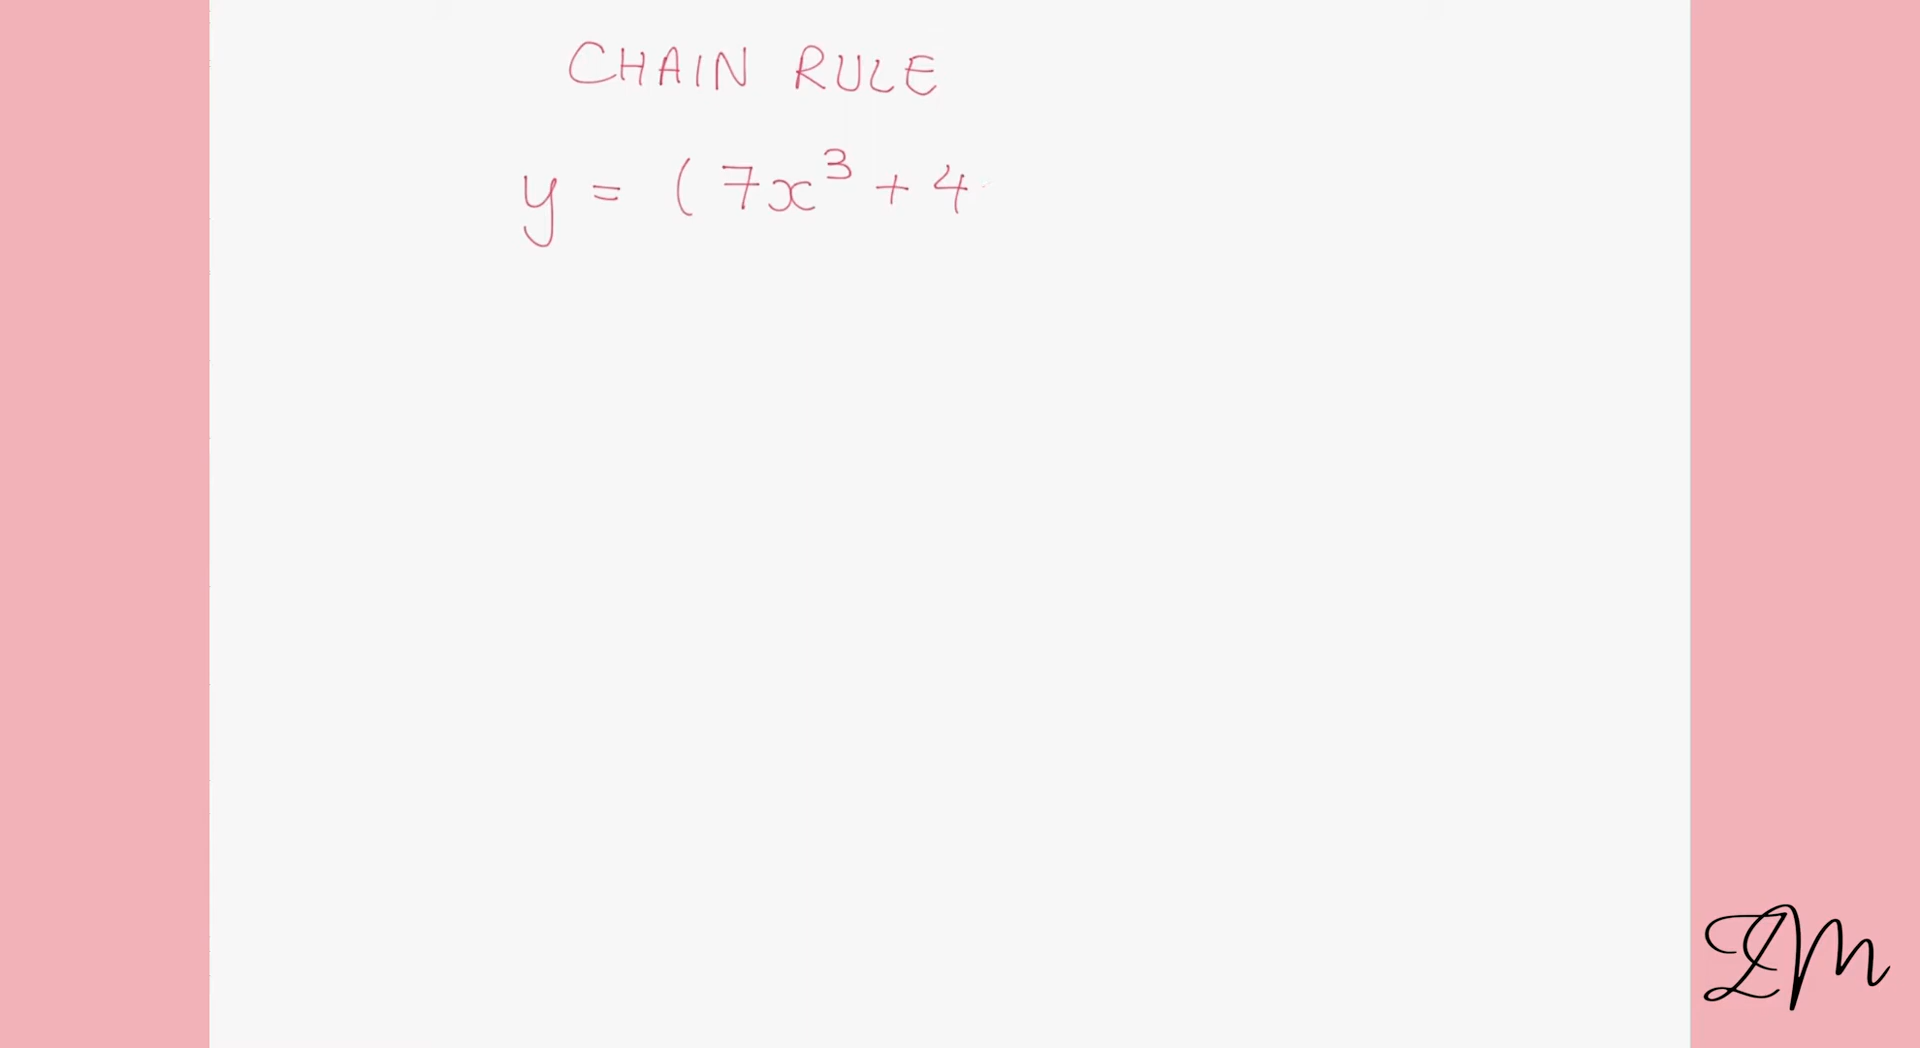 CHAIN RULE
y = ( 7x³ + 4